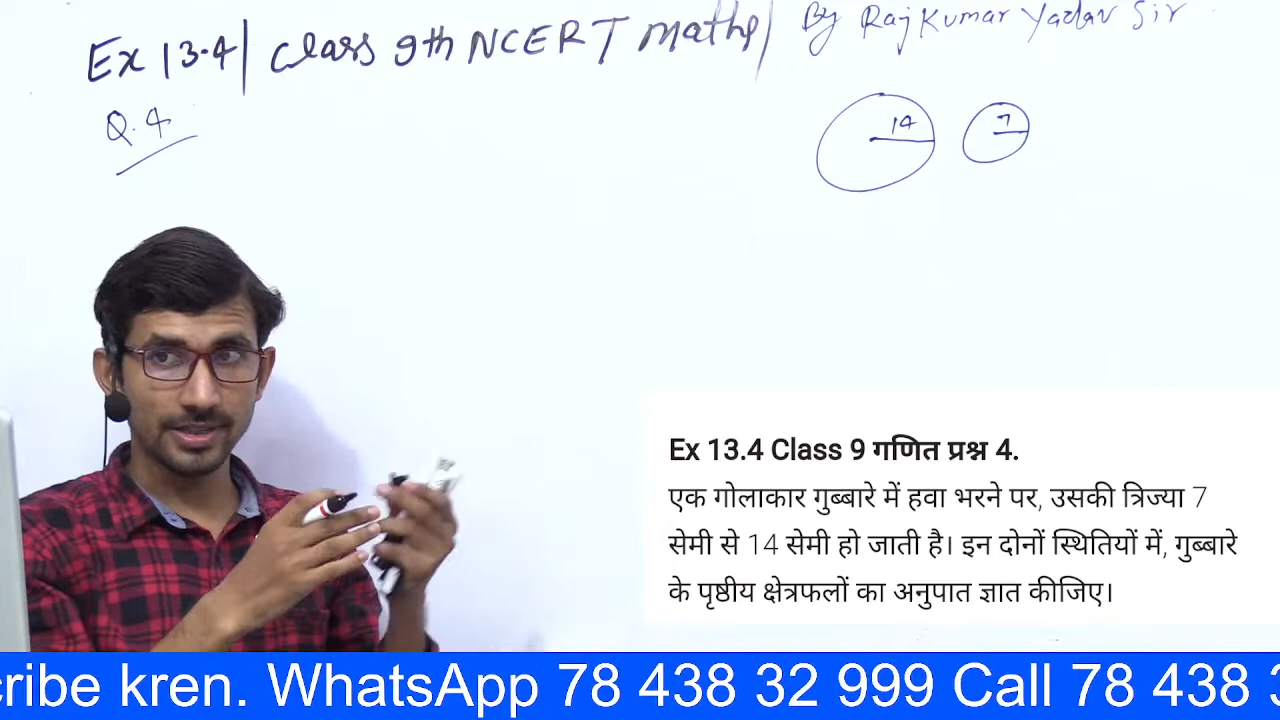 Ex 13.4| Class 9th NCERT maths| By Raj Kumar Yadav Sir
Q.4
14
7
Ex 13.4 Class 9 गणित प्रश्न 4.
एक गोलाकार गुब्बारे में हवा भरने पर, उसकी त्रिज्या 7
सेमी से 14 सेमी हो जाती है। इन दोनों स्थितियों में, गुब्बारे
के पृष्ठीय क्षेत्रफलों का अनुपात ज्ञात कीजिए।
cribe kren. WhatsApp 78 438 32 999 Call 78 438 3